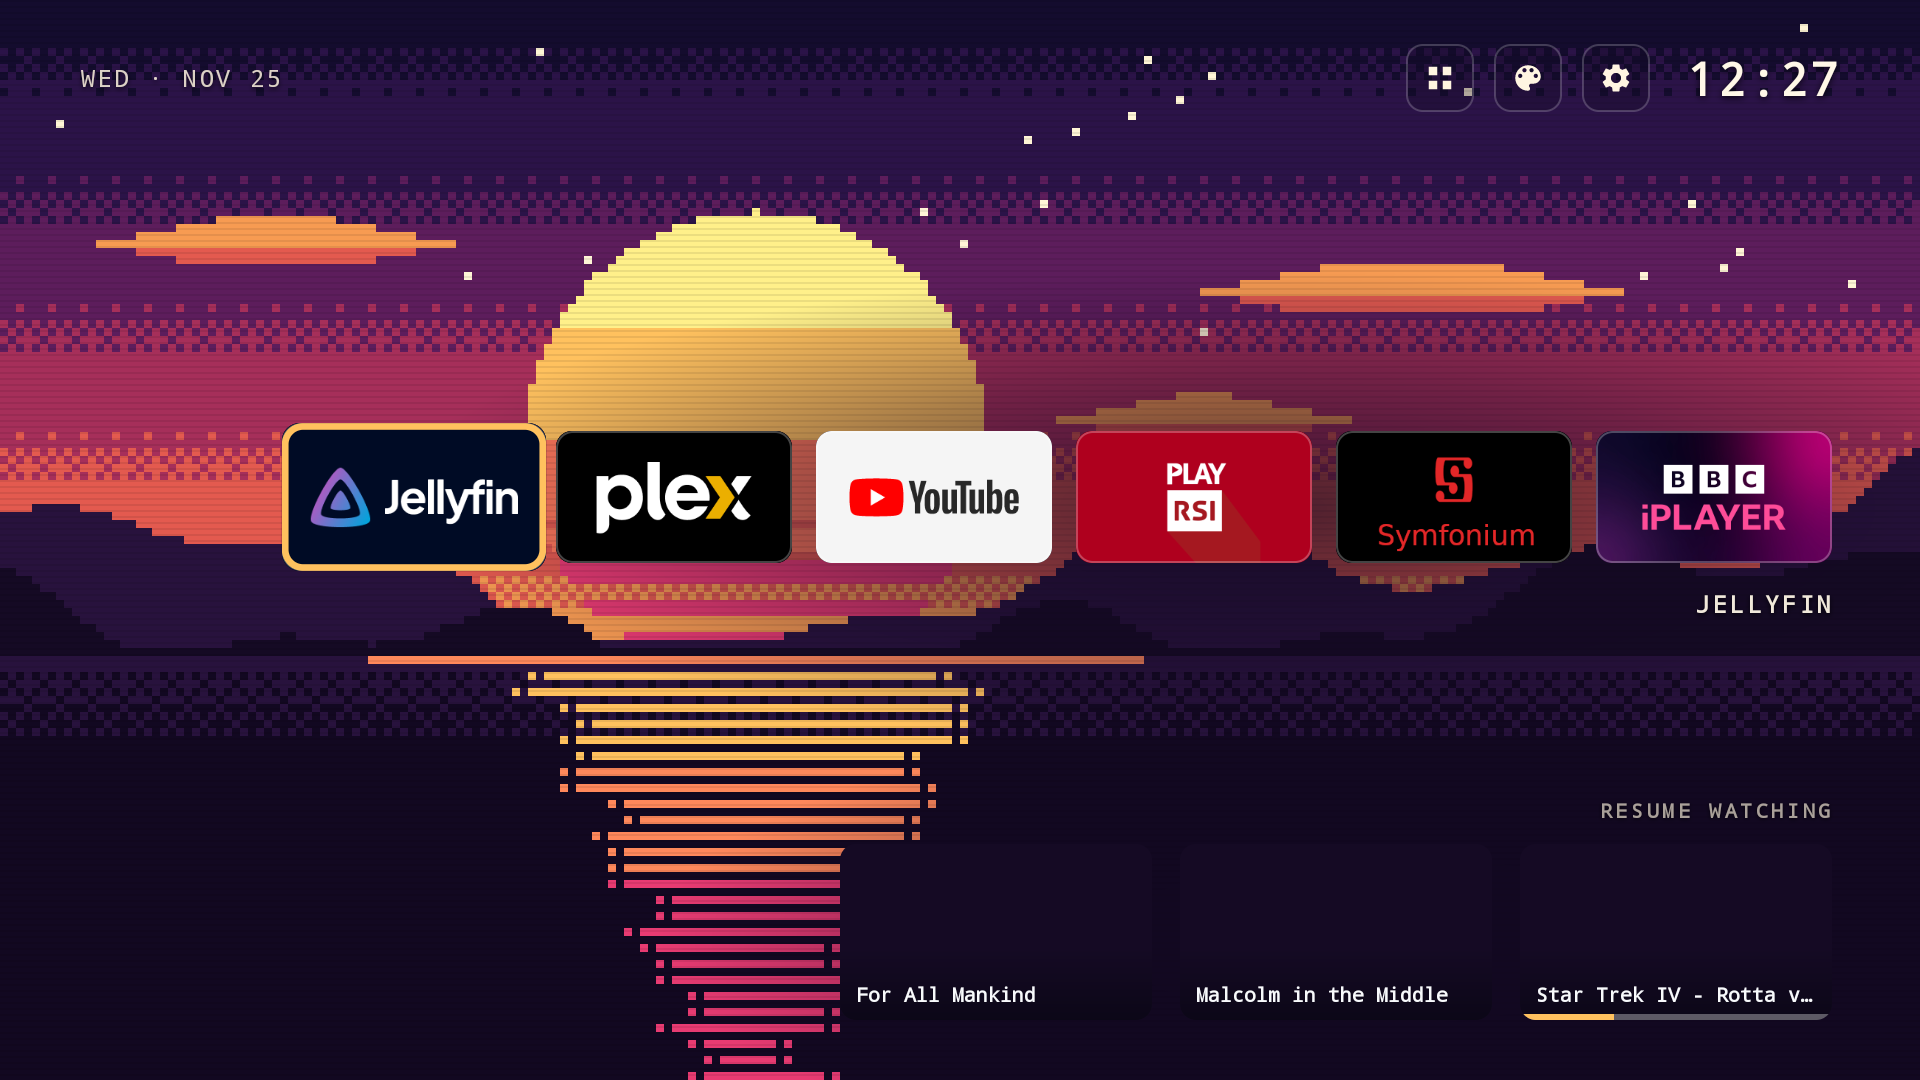 WED · NOV 25
12:27
Jellyfin
plex
YouTube
PLAY
RSI
Symfonium
BBC
iPLAYER
JELLYFIN
RESUME WATCHING
For All Mankind
Malcolm in the Middle
Star Trek IV - Rotta v…